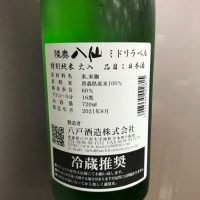 陸奥八仙 ミドリラベル
特別純米 火入 品目:日本酒
原材料 米、米麹
原料米 青森県産米100%
精米歩合 60%
アルコール分 16度
内容量 720ml
製造年月 2021年8月
製造者
八戸酒造株式会社
冷蔵推奨